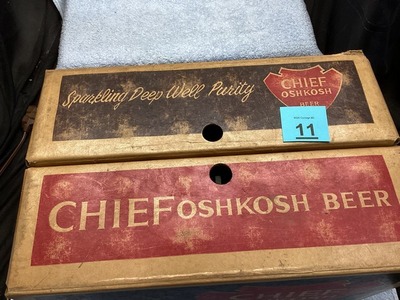 Sparkling Deep Well Purity
CHIEF
OSHKOSH
BEER
11
CHIEF OSHKOSH BEER